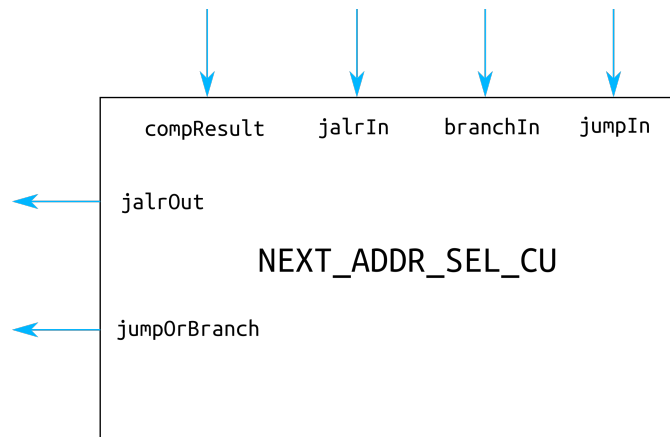 compResult jalrIn branchIn jumpIn
jalrOut
NEXT_ADDR_SEL_CU
jumpOrBranch